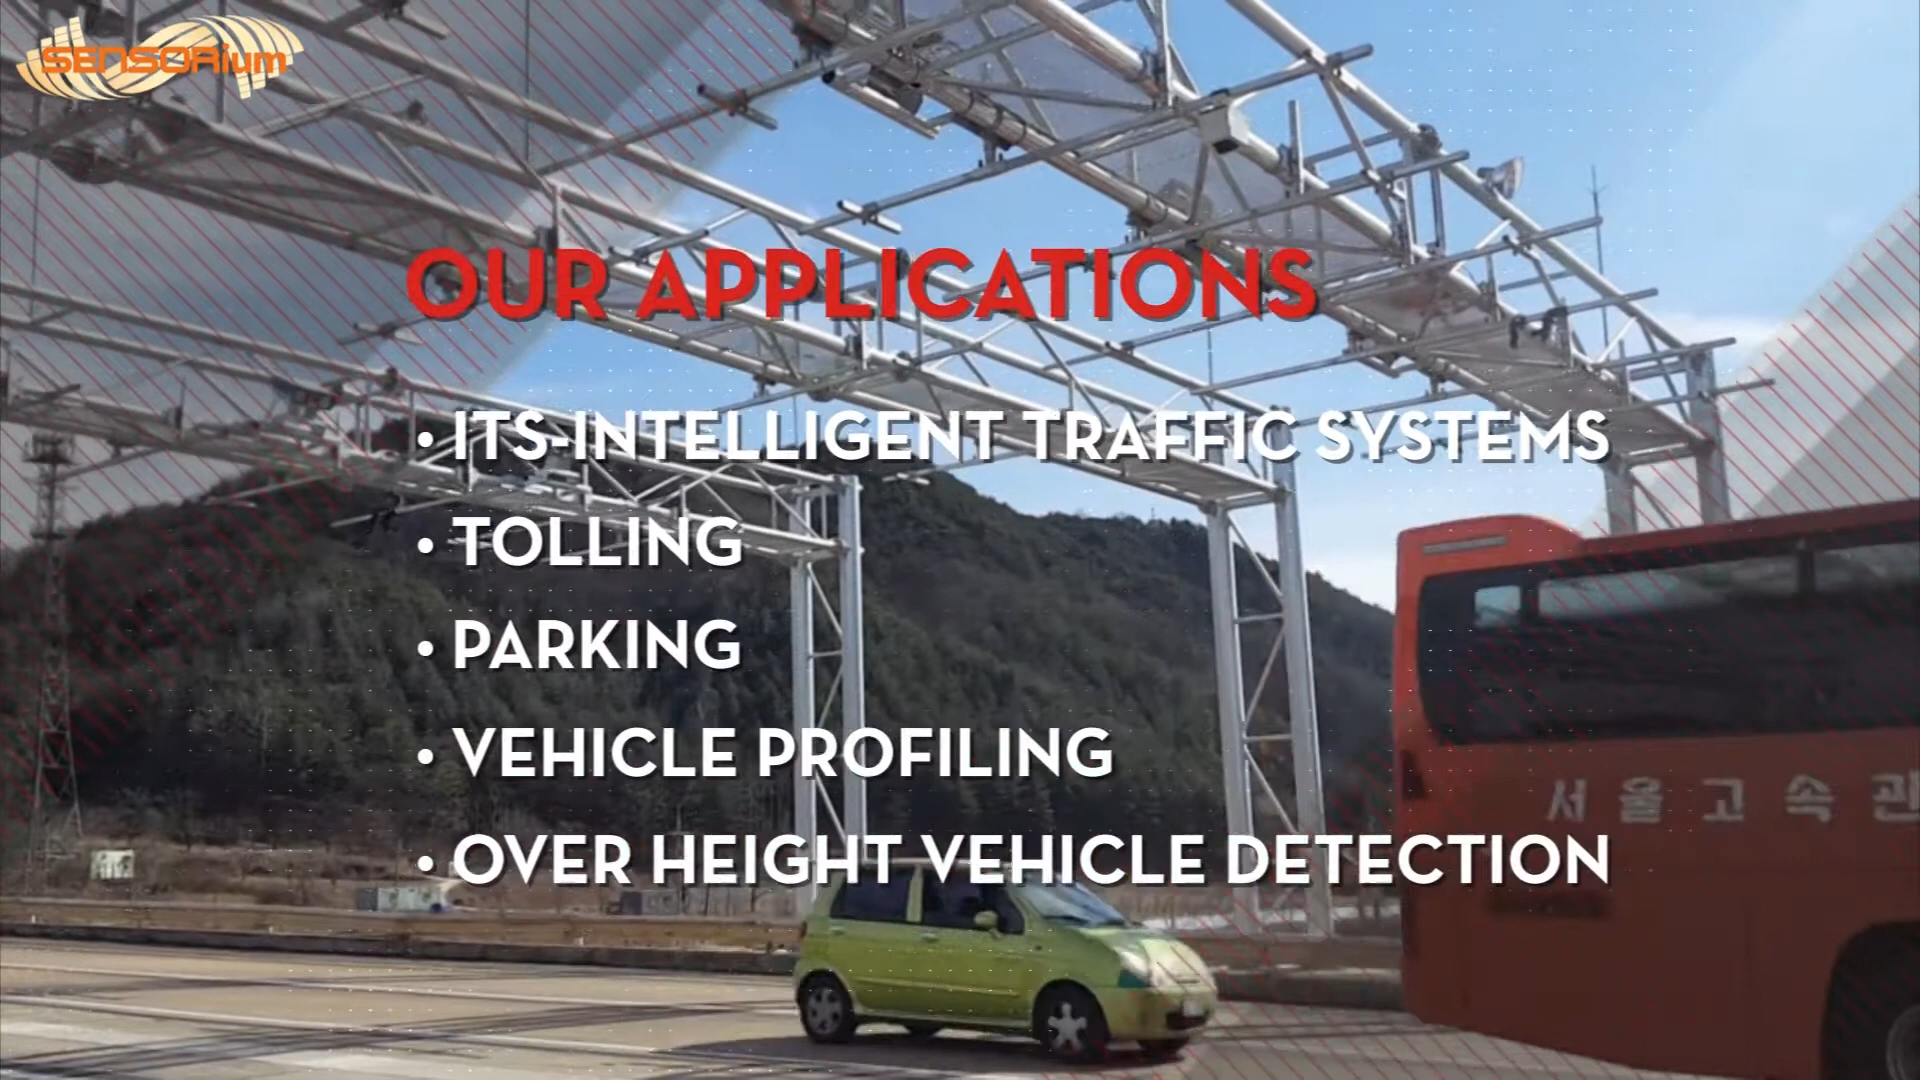 SENSORium
OUR APPLICATIONS
• ITS-INTELLIGENT TRAFFIC SYSTEMS
• TOLLING
• PARKING
• VEHICLE PROFILING
• OVER HEIGHT VEHICLE DETECTION
서울고속관